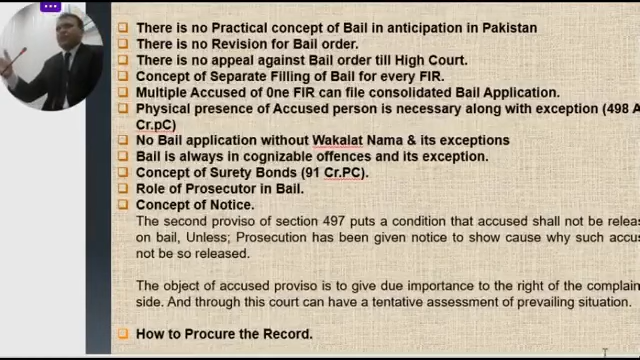 There is no Practical concept of Bail in anticipation in Pakistan
There is no Revision for Bail order.
There is no appeal against Bail order till High Court.
Concept of Separate Filling of Bail for every FIR.
Multiple Accused of 0ne FIR can file consolidated Bail Application.
Physical presence of Accused person is necessary along with exception (498 A
Cr.pC)
No Bail application without Wakalat Nama & its exceptions
Bail is always in cognizable offences and its exception.
Concept of Surety Bonds (91 Cr.PC).
Role of Prosecutor in Bail.
Concept of Notice.
The second proviso of section 497 puts a condition that accused shall not be relea
on bail, Unless; Prosecution has been given notice to show cause why such accu
not be so released.
The object of accused proviso is to give due importance to the right of the complain
side. And through this court can have a tentative assessment of prevailing situation.
How to Procure the Record.